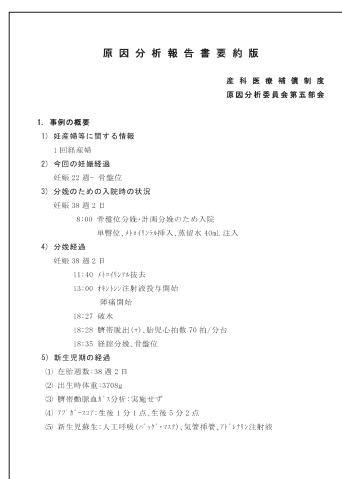 原因分析報告書要約版
産科医療補償制度
原因分析委員会第五部会
1. 事例の概要
1) 妊産婦等に関する情報
1回経産婦
2) 今回の妊娠経過
妊娠 22 週- 骨盤位
3) 分娩のための入院時の状況
妊娠 38 週 2 日
8:00 骨盤位分娩・計画分娩のため入院
単臀位、ﾒﾄﾛｲﾘﾝﾃﾙ挿入、蒸留水 40mL 注入
4) 分娩経過
妊娠 38 週 2 日
11:40 ﾒﾄﾛｲﾘﾝﾃﾙ抜去
13:00 ｵｷｼﾄｼﾝ注射液投与開始
陣痛開始
18:27 破水
18:28 臍帯脱出(+)、胎児心拍数 70 拍/分台
18:35 経腟分娩、骨盤位
5) 新生児期の経過
(1) 在胎週数:38 週 2 日
(2) 出生時体重:3708g
(3) 臍帯動脈血ｶﾞｽ分析:実施せず
(4) ｱﾌﾟｶﾞｰｽｺｱ:生後 1 分 1 点、生後 5 分 2 点
(5) 新生児蘇生:人工呼吸(ﾊﾞｯｸﾞ・ﾏｽｸ)、気管挿管、ｱﾄﾞﾚﾅﾘﾝ注射液